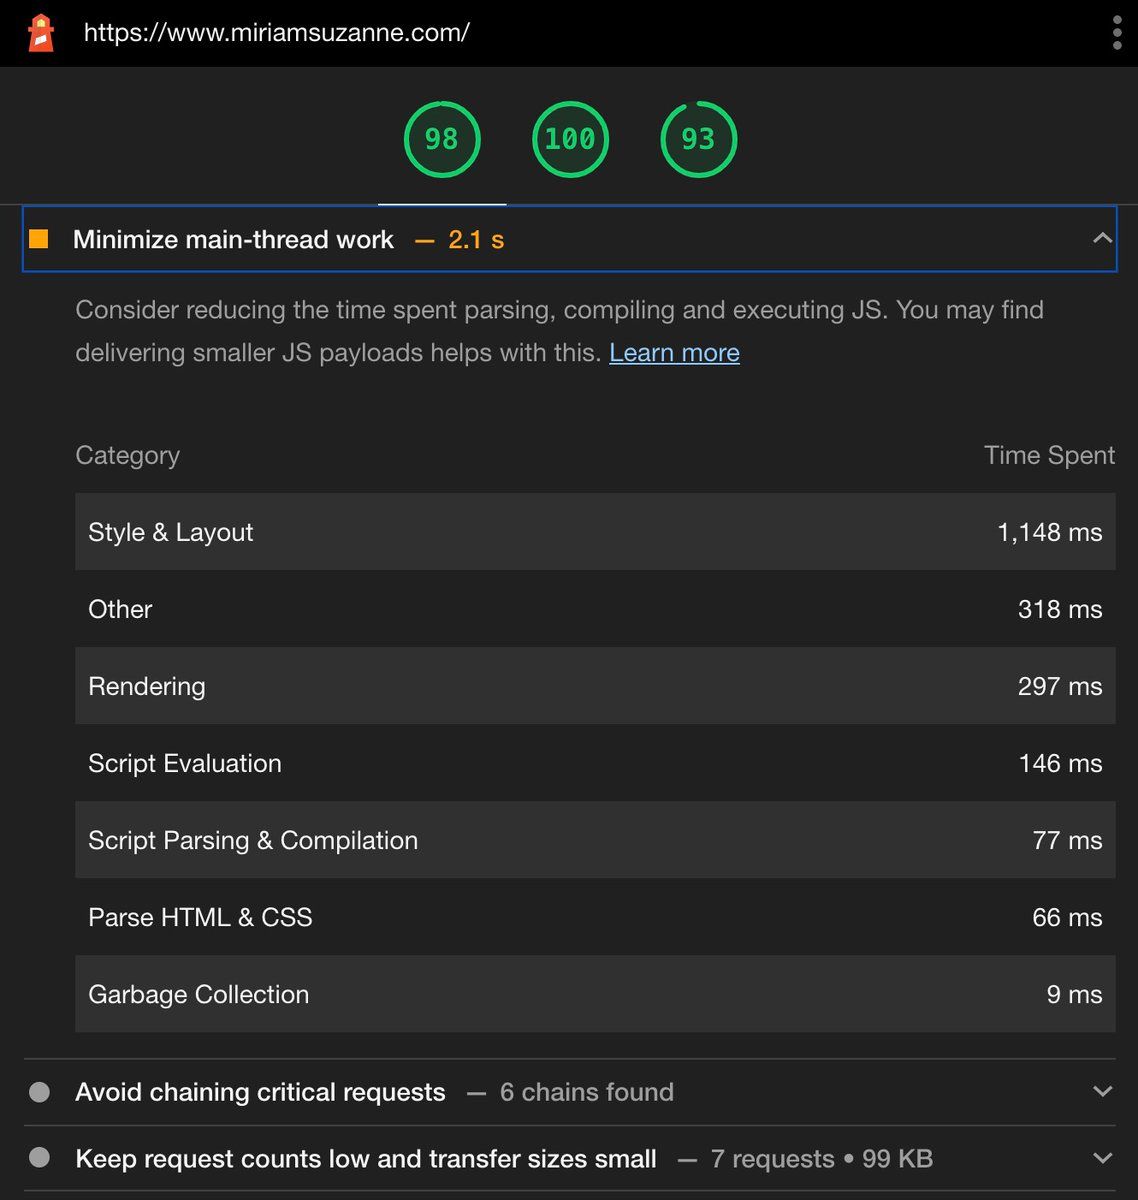 https://www.miriamsuzanne.com/
98 100 93
Minimize main-thread work — 2.1 s
Consider reducing the time spent parsing, compiling and executing JS. You may find
delivering smaller JS payloads helps with this. Learn more
Category Time Spent
Style & Layout 1,148 ms
Other 318 ms
Rendering 297 ms
Script Evaluation 146 ms
Script Parsing & Compilation 77 ms
Parse HTML & CSS 66 ms
Garbage Collection 9 ms
Avoid chaining critical requests — 6 chains found
Keep request counts low and transfer sizes small — 7 requests • 99 KB